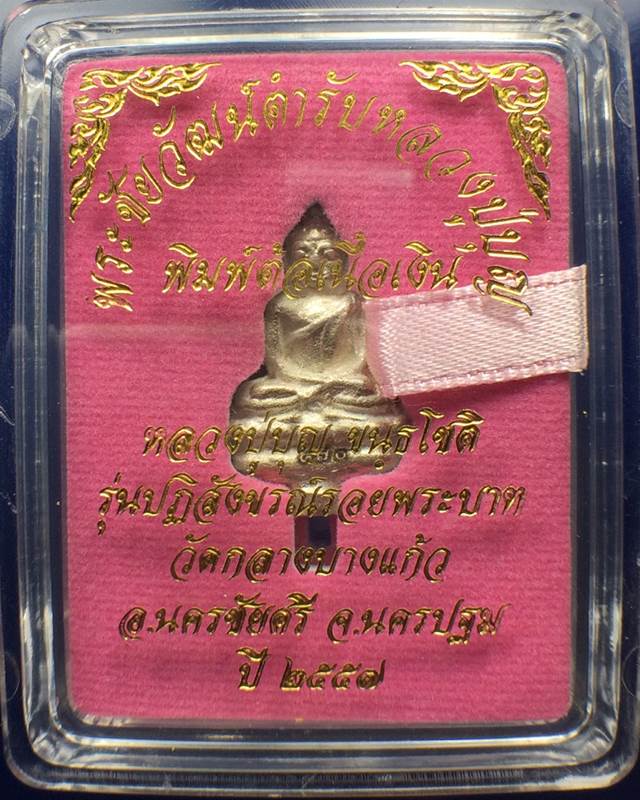 พระชัยวัฒน์ตำรับหลวงปู่บุญ
พิมพ์ต้อเนื้อเงิน
หลวงปู่บุญ ขนฺธโชติ
รุ่นปฏิสังขรณ์รอยพระบาท
วัดกลางบางแก้ว
อ.นครชัยศรี จ.นครปฐม
ปี ๒๕๕๗